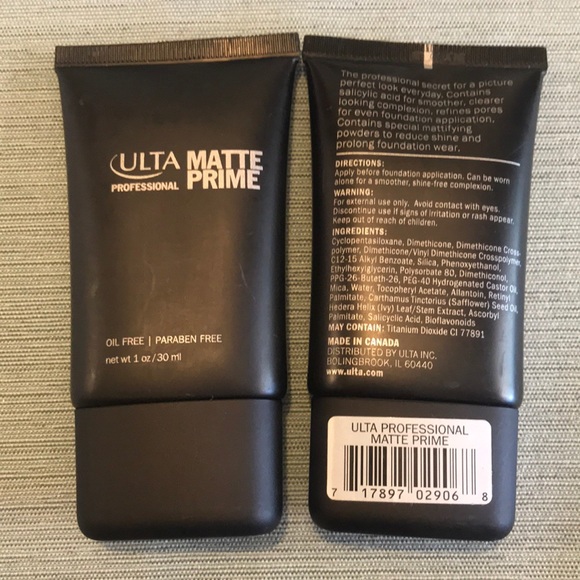 ULTA MATTE
PROFESSIONAL PRIME
OIL FREE | PARABEN FREE
net wt 1 oz / 30 ml
The professional secret for a picture
perfect look everyday. Contains
salicylic acid for smoother, clearer
looking complexion, refines pores
for even foundation application.
Contains special mattifying
powders to reduce shine and
prolong foundation wear.
DIRECTIONS:
Apply before foundation application. Can be worn
alone for a smoother, shine-free complexion.
WARNING:
For external use only. Avoid contact with eyes.
Discontinue use if signs of irritation or rash appear.
Keep out of reach of children.
INGREDIENTS:
Cyclopentasiloxane, Dimethicone, Dimethicone Cross-
polymer, Dimethicone/Vinyl Dimethicone Crosspolymer,
C12-15 Alkyl Benzoate, Silica, Phenoxyethanol,
Ethylhexylglycerin, Polysorbate 80, Dimethiconol,
PPG-26-Buteth-26, PEG-40 Hydrogenated Castor Oil,
Mica, Water, Tocopheryl Acetate, Allantoin, Retinyl
Palmitate, Carthamus Tinctorius (Safflower) Seed Oil,
Hedera Helix (Ivy) Leaf/Stem Extract, Ascorbyl
Palmitate, Salicylic Acid, Bioflavonoids
MAY CONTAIN: Titanium Dioxide CI 77891
MADE IN CANADA
DISTRIBUTED BY ULTA INC.
BOLINGBROOK, IL 60440
www.ulta.com
ULTA PROFESSIONAL
MATTE PRIME
7 17897 02906 8